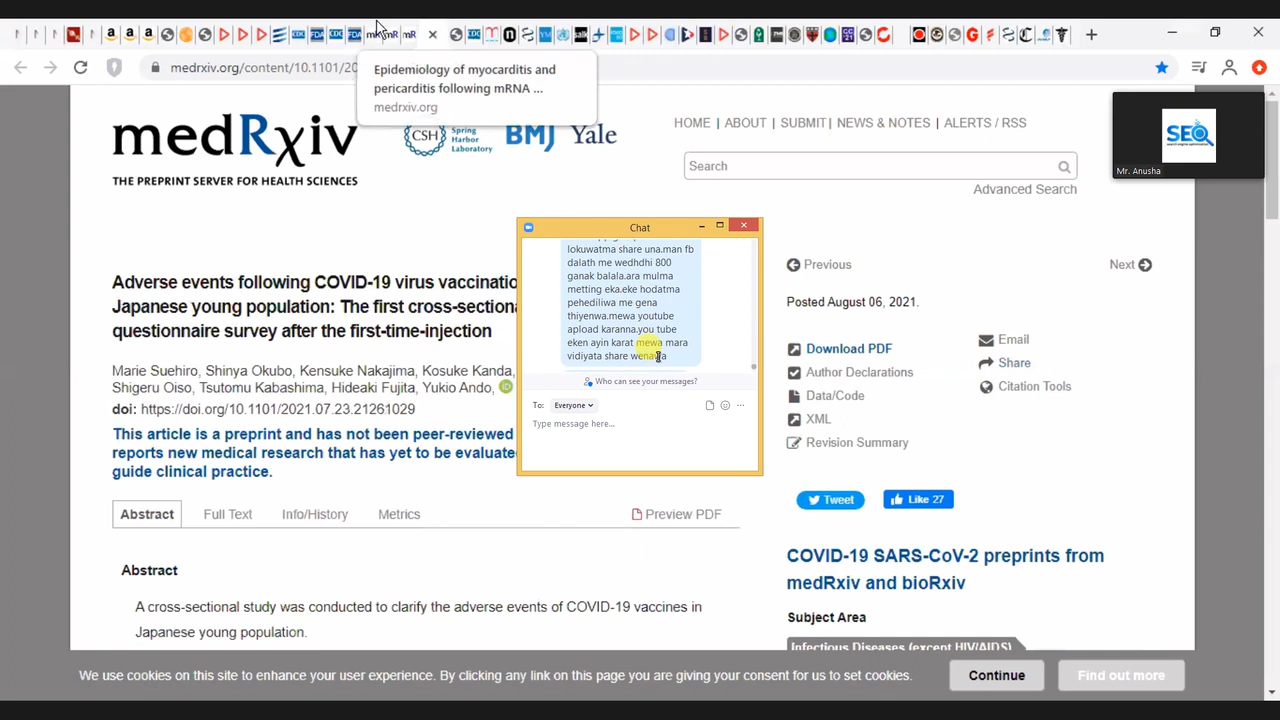 medrxiv.org/content/10.1101/20
Epidemiology of myocarditis and
pericarditis following mRNA ...
medrxiv.org
medRxiv
THE PREPRINT SERVER FOR HEALTH SCIENCES
CSH
Spring
Harbor
Laboratory
BMJ
Yale
HOME | ABOUT | SUBMIT | NEWS & NOTES | ALERTS / RSS
Search
Advanced Search
SEO
Mr. Anusha
Adverse events following COVID-19 virus vaccinatio
Japanese young population: The first cross-sectiona
questionnaire survey after the first-time-injection
Marie Suehiro, Shinya Okubo, Kensuke Nakajima, Kosuke Kanda,
Shigeru Oiso, Tsutomu Kabashima, Hideaki Fujita, Yukio Ando,
doi: https://doi.org/10.1101/2021.07.23.21261029
This article is a preprint and has not been peer-reviewed
reports new medical research that has yet to be evaluate
guide clinical practice.
Abstract
Full Text
Info/History
Metrics
Preview PDF
Abstract
A cross-sectional study was conducted to clarify the adverse events of COVID-19 vaccines in
Japanese young population.
Chat
lokuwatma share una.man fb
dalath me wedhdhi 800
ganak balala.ara mulma
metting eka.eke hodatma
pehediliwa me gena
thiyenwa.mewa youtube
apload karanna.you tube
eken ayin karat mewa mara
vidiyata share wenawa
Who can see your messages?
To: Everyone
Type message here...
Previous
Next
Posted August 06, 2021.
Download PDF
Author Declarations
Data/Code
XML
Revision Summary
Email
Share
Citation Tools
Tweet
Like 27
COVID-19 SARS-CoV-2 preprints from
medRxiv and bioRxiv
Subject Area
Infectious Diseases (except HIV/AIDS)
We use cookies on this site to enhance your user experience. By clicking any link on this page you are giving your consent for us to set cookies.
Continue
Find out more